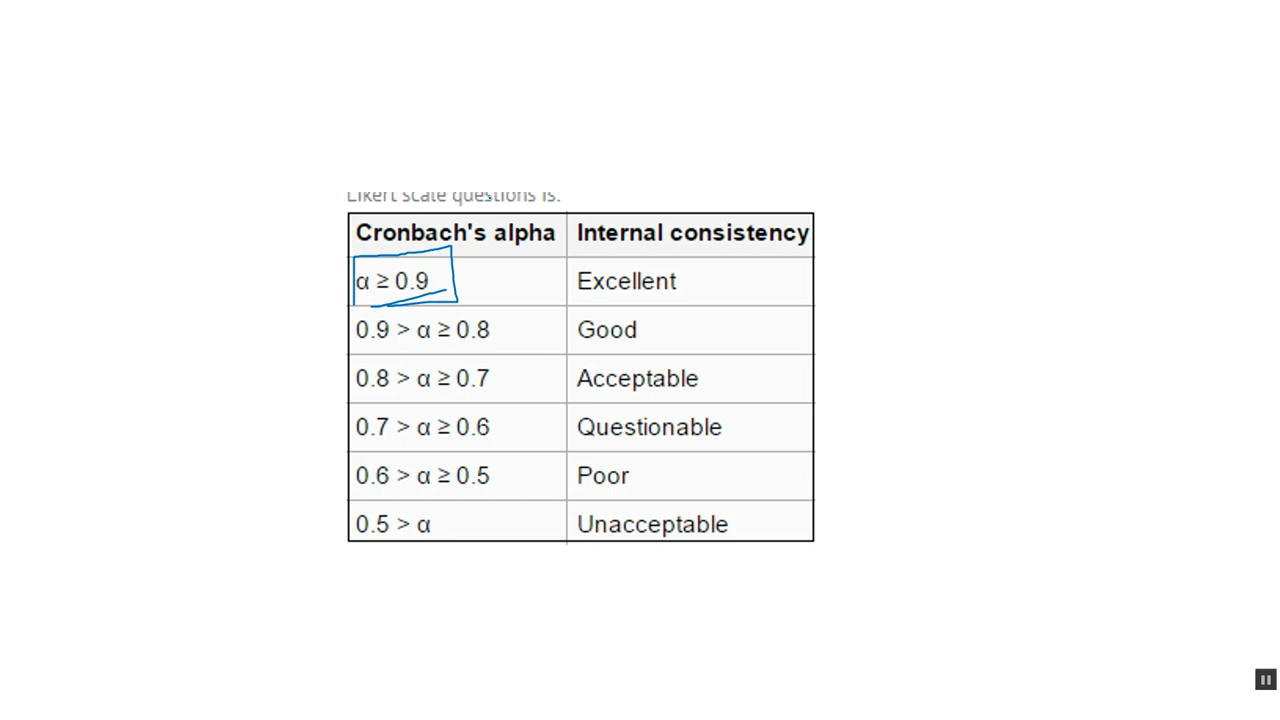 Likert scale questions is:
Cronbach's alpha Internal consistency
α ≥ 0.9 Excellent
0.9 > α ≥ 0.8 Good
0.8 > α ≥ 0.7 Acceptable
0.7 > α ≥ 0.6 Questionable
0.6 > α ≥ 0.5 Poor
0.5 > α Unacceptable